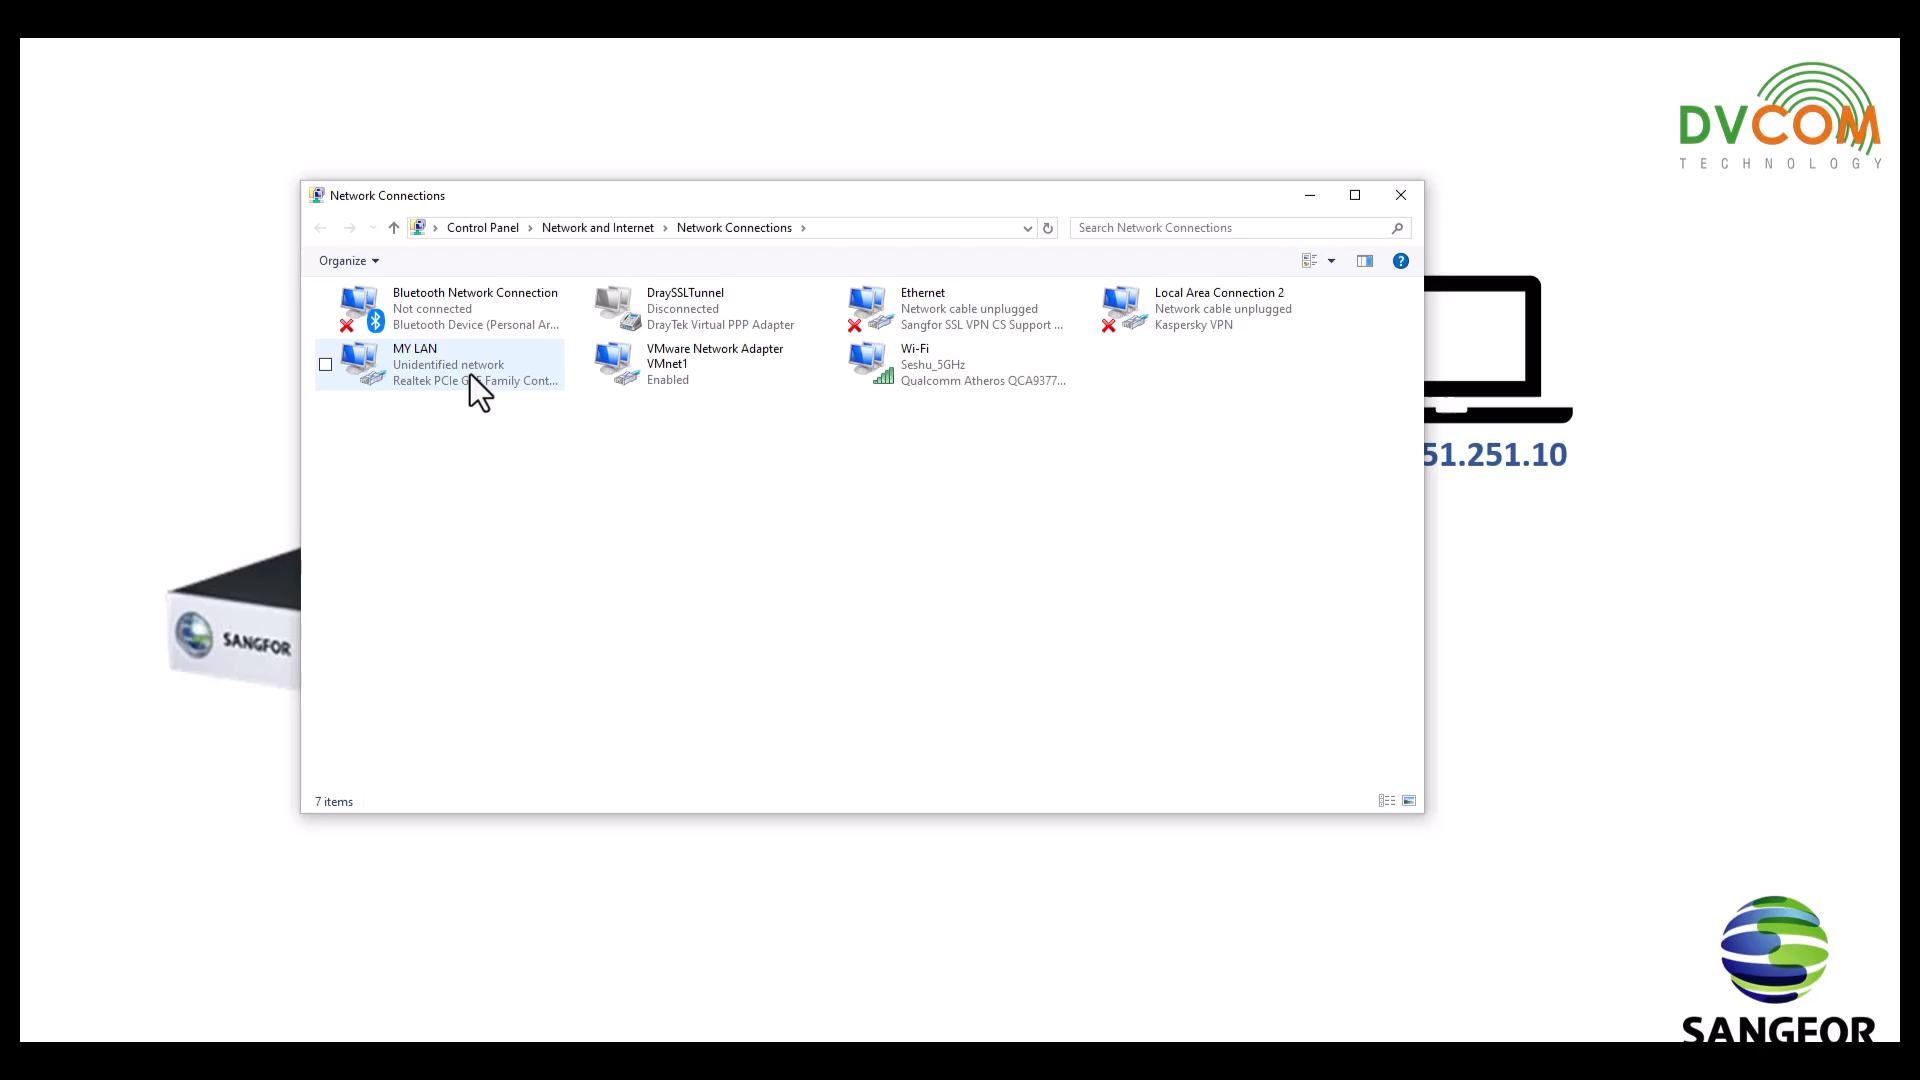 DVCOM
TECHNOLOGY
Network Connections
Control Panel
Network and Internet
Network Connections
Search Network Connections
Organize
Bluetooth Network Connection
Not connected
Bluetooth Device (Personal Ar...
DraySSLTunnel
Disconnected
DrayTek Virtual PPP Adapter
Ethernet
Network cable unplugged
Sangfor SSL VPN CS Support ...
Local Area Connection 2
Network cable unplugged
Kaspersky VPN
MY LAN
Unidentified network
Realtek PCIe Family Cont...
VMware Network Adapter
VMnet1
Enabled
Wi-Fi
Seshu_5GHz
Qualcomm Atheros QCA9377...
51.251.10
SANGFOR
7 items
SANGFOR